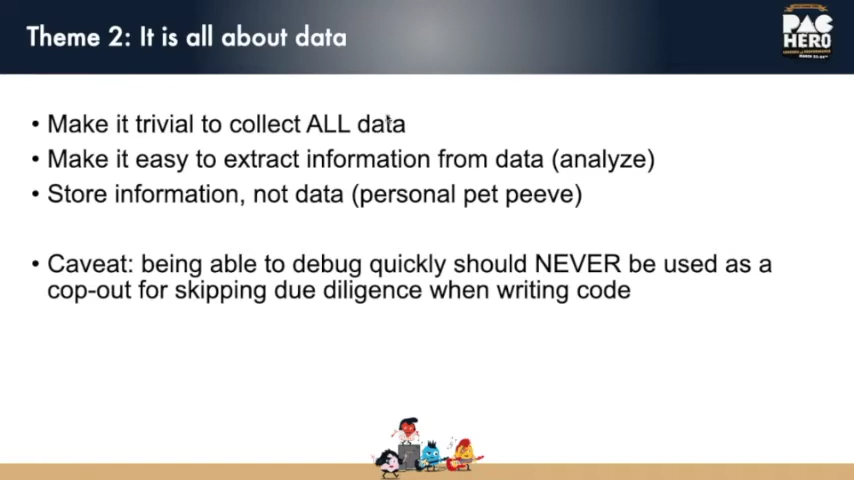 Theme 2: It is all about data
PAC
HERO
• Make it trivial to collect ALL data
• Make it easy to extract information from data (analyze)
• Store information, not data (personal pet peeve)
• Caveat: being able to debug quickly should NEVER be used as a
cop-out for skipping due diligence when writing code